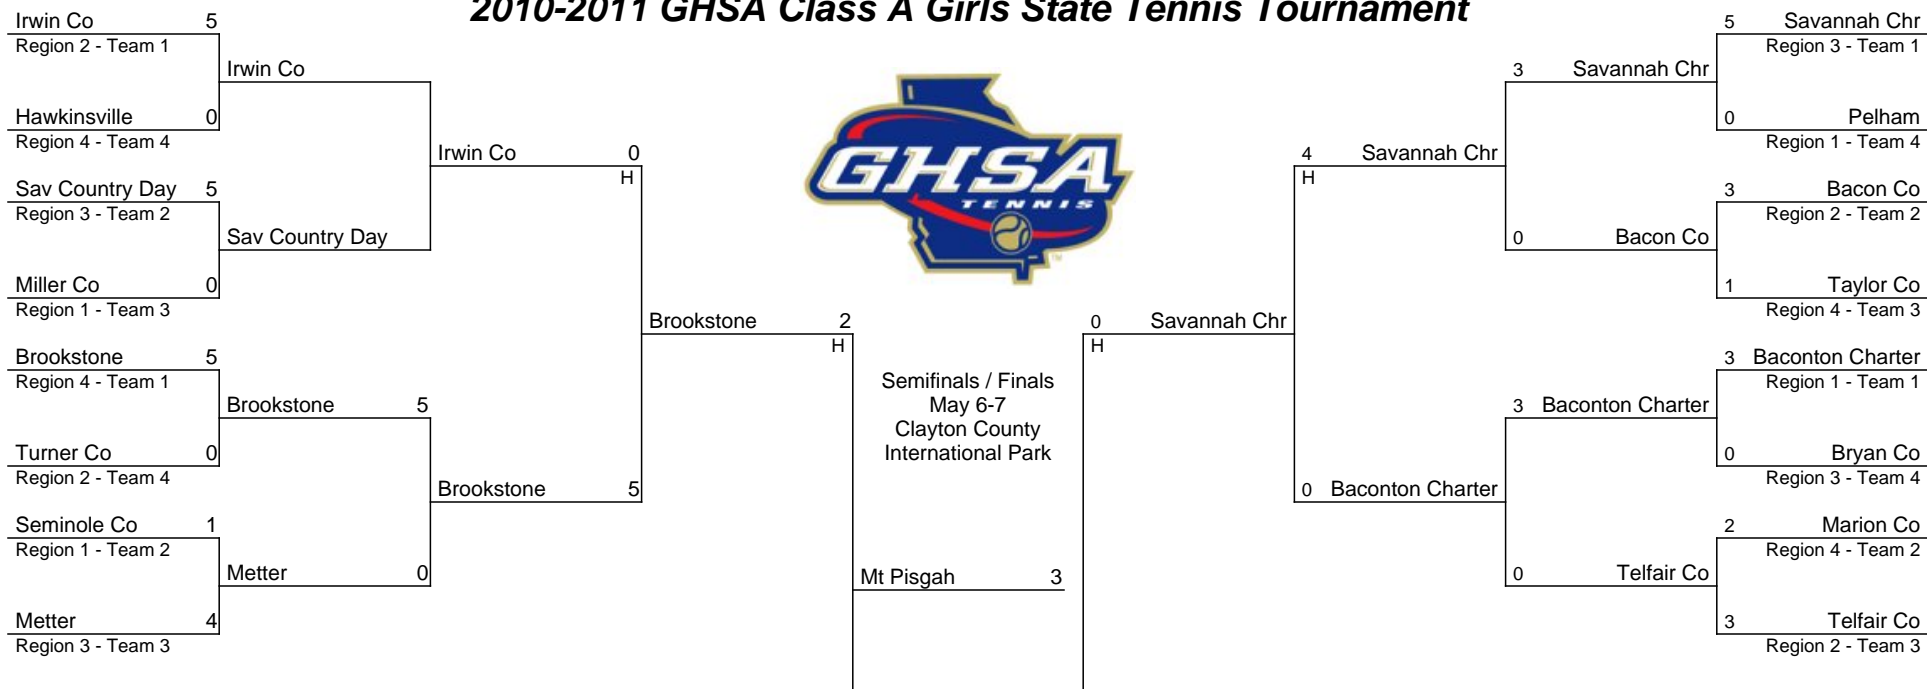 2010-2011 GHSA Class A Girls State Tennis Tournament
Irwin Co 5
Region 2 - Team 1
Hawkinsville 0
Region 4 - Team 4
Sav Country Day 5
Region 3 - Team 2
Miller Co 0
Region 1 - Team 3
Brookstone 5
Region 4 - Team 1
Turner Co 0
Region 2 - Team 4
Seminole Co 1
Region 1 - Team 2
Metter 4
Region 3 - Team 3
Irwin Co
Sav Country Day
Brookstone 5
Metter 0
Irwin Co 0
H
Brookstone 5
Brookstone 2
H
GHSA
TENNIS
TM
Semifinals / Finals
May 6-7
Clayton County
International Park
Mt Pisgah 3
0 Savannah Chr
H
4 Savannah Chr
H
0 Baconton Charter
3 Savannah Chr
0 Bacon Co
3 Baconton Charter
0 Telfair Co
5 Savannah Chr
Region 3 - Team 1
0 Pelham
Region 1 - Team 4
3 Bacon Co
Region 2 - Team 2
1 Taylor Co
Region 4 - Team 3
3 Baconton Charter
Region 1 - Team 1
0 Bryan Co
Region 3 - Team 4
2 Marion Co
Region 4 - Team 2
3 Telfair Co
Region 2 - Team 3